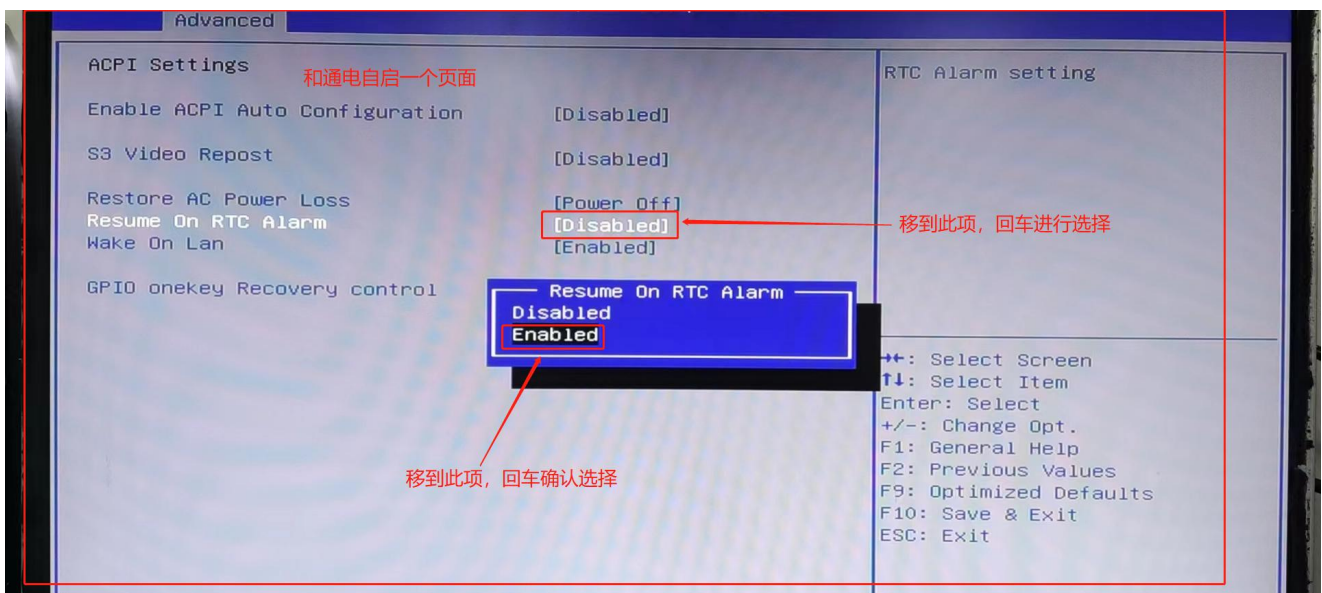 Advanced
ACPI Settings
和通电自启一个页面
RTC Alarm setting
Enable ACPI Auto Configuration [Disabled]
S3 Video Repost [Disabled]
Restore AC Power Loss [Power Off]
Resume On RTC Alarm [Disabled]
移到此项，回车进行选择
Wake On Lan [Enabled]
GPIO onekey Recovery control
Resume On RTC Alarm
Disabled
Enabled
移到此项，回车确认选择
→←: Select Screen
↑↓: Select Item
Enter: Select
+/-: Change Opt.
F1: General Help
F2: Previous Values
F9: Optimized Defaults
F10: Save & Exit
ESC: Exit